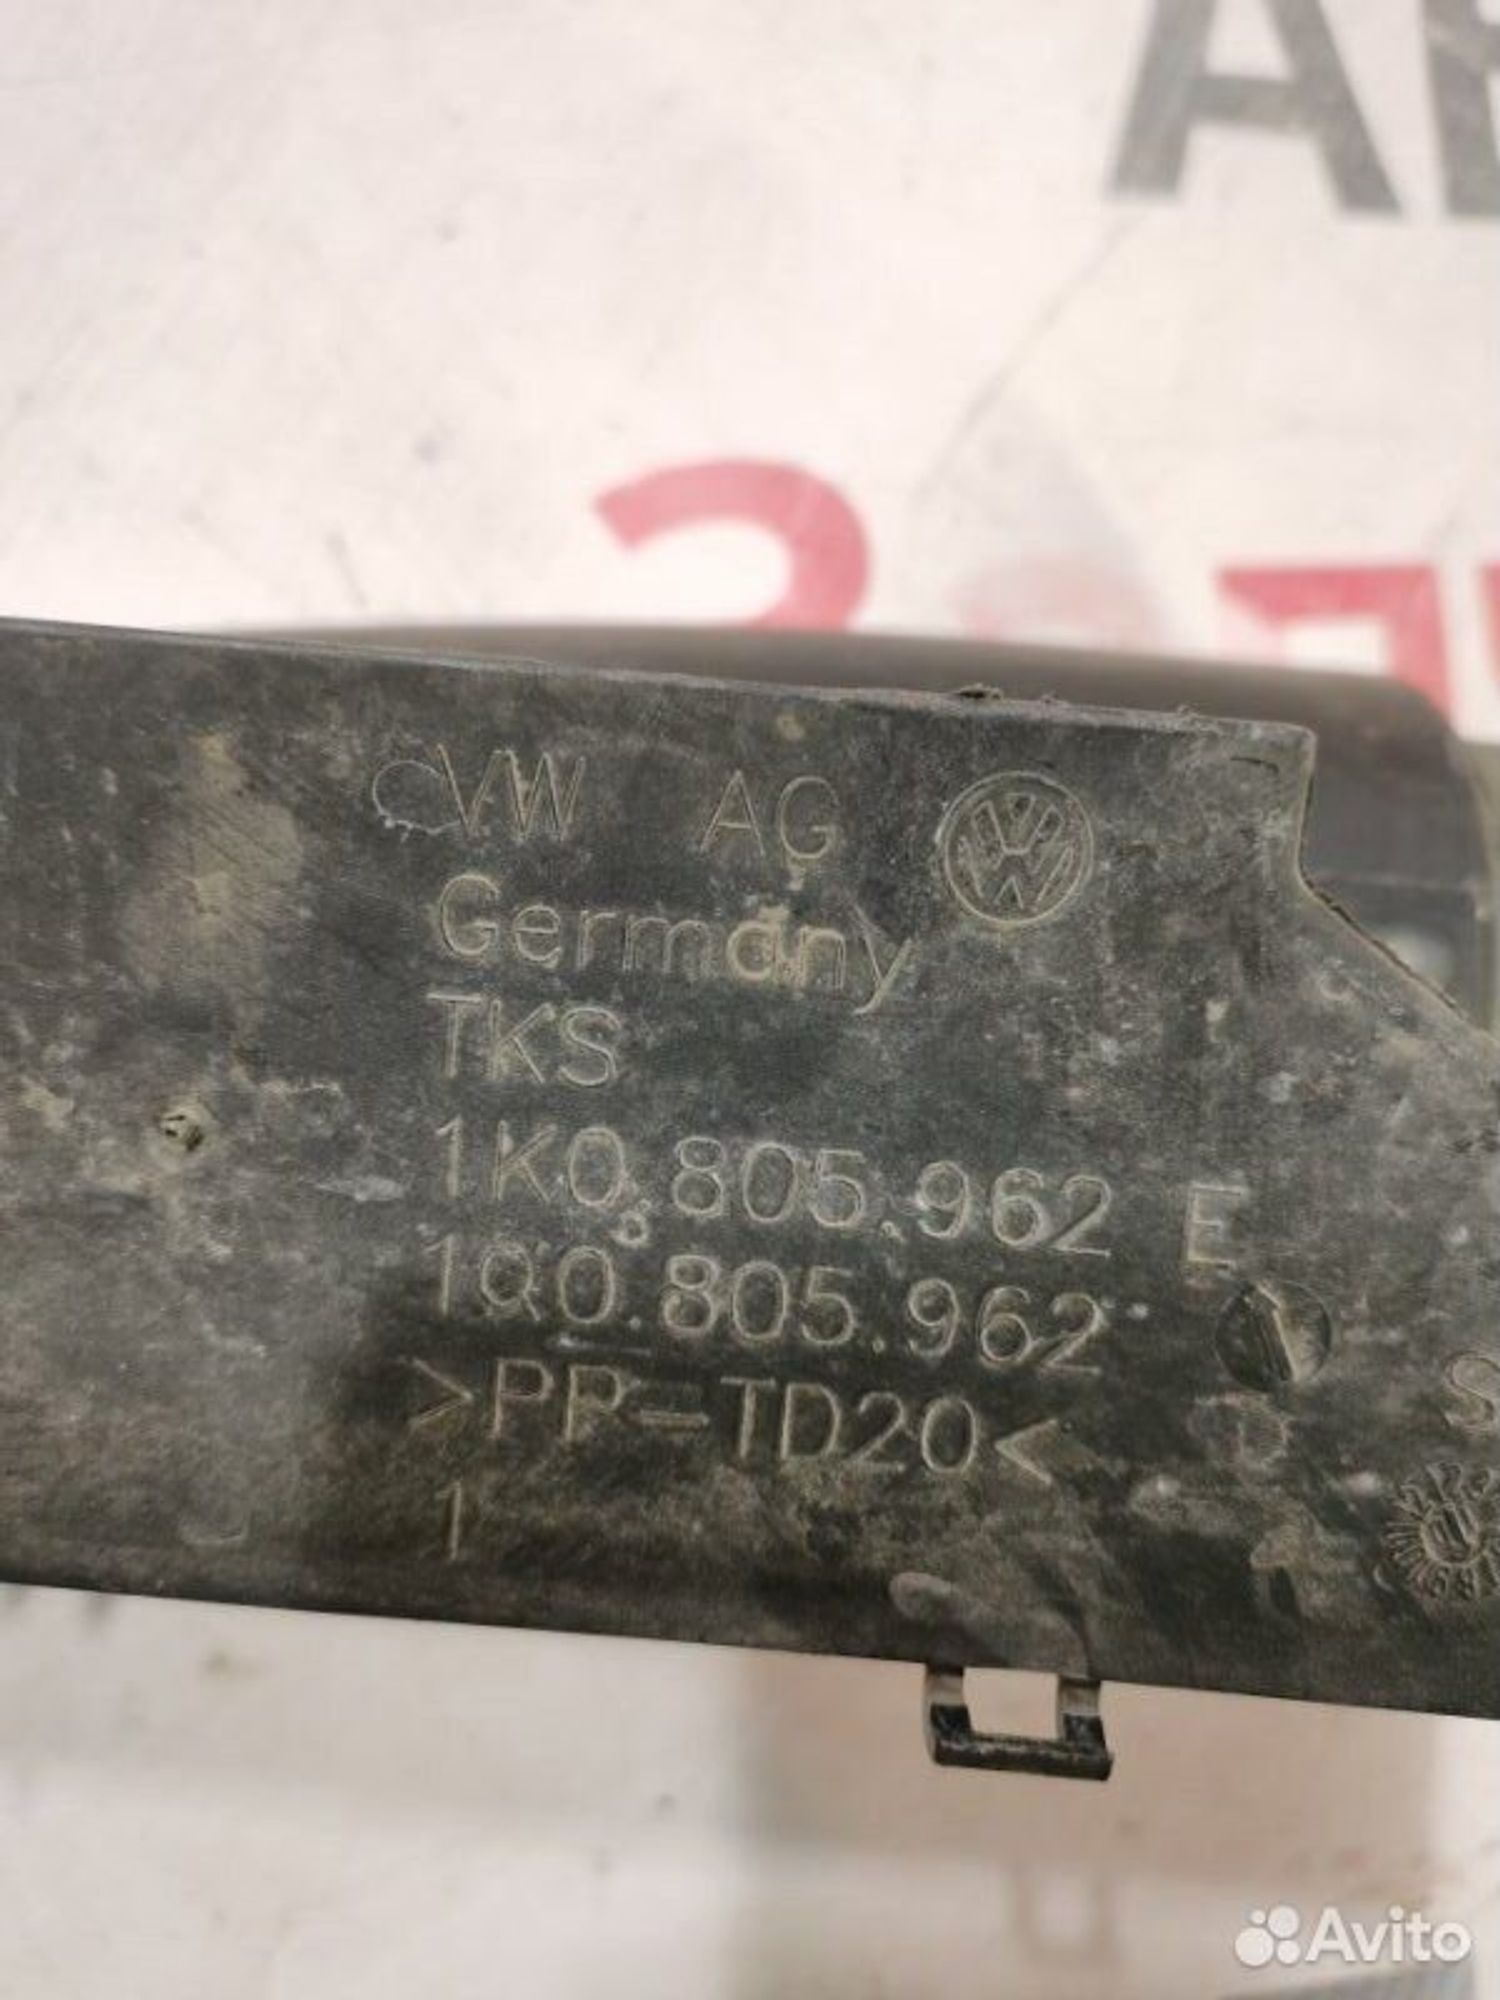 VW AG
Germany
TKS
1K0.805.962 E
1Q0.805.962
>PP-TD20<
1
Avito